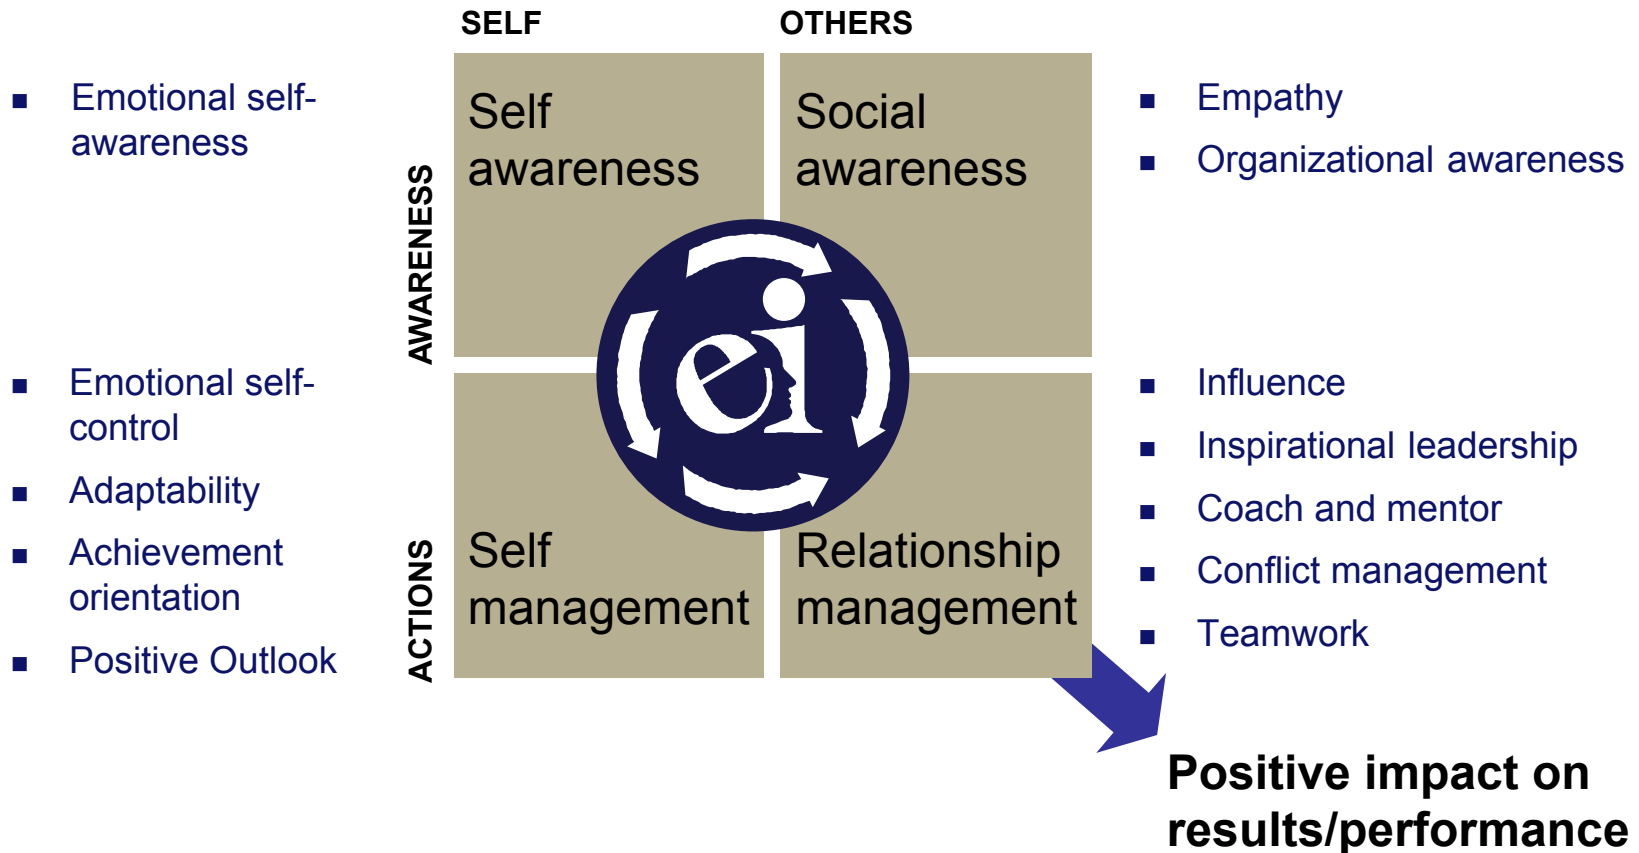 SELF
OTHERS
Emotional self-
awareness
Self
awareness
Social
awareness
Empathy
Organizational awareness
AWARENESS
ei
Emotional self-
control
Adaptability
Achievement
orientation
Positive Outlook
ACTIONS
Self
management
Relationship
management
Influence
Inspirational leadership
Coach and mentor
Conflict management
Teamwork
Positive impact on
results/performance